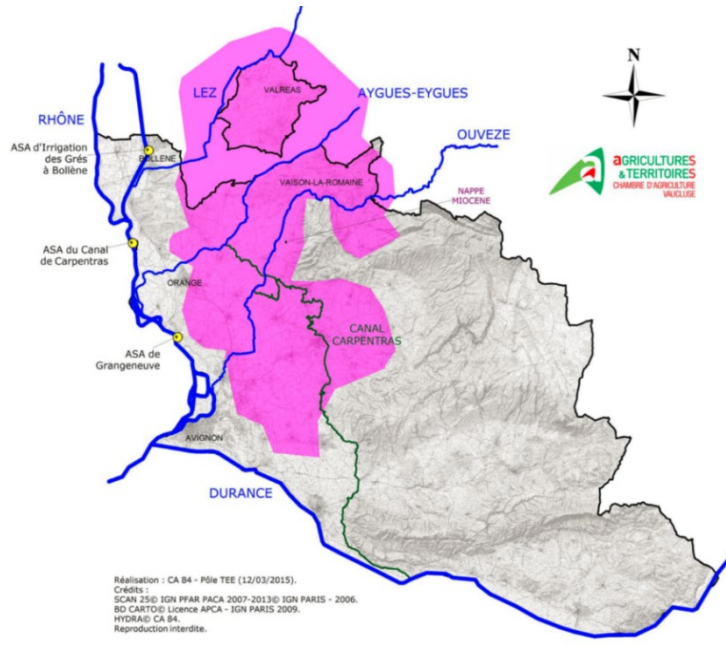 N
LEZ
VALREAS
AYGUES-EYGUES
RHÔNE
OUVEZE
ASA d'Irrigation
des Grés
à Bollène
BOLLENE
aGRICULTURES
& TERRITOIRES
CHAMBRE D'AGRICULTURE
VAUCLUSE
VAISON-LA-ROMAINE
NAPPE
MIOCENE
ASA du Canal
de Carpentras
ORANGE
CANAL
CARPENTRAS
ASA de
Grangeneuve
AVIGNON
DURANCE
Réalisation : CA 84 - Pôle TEE (12/03/2015).
Crédits :
SCAN 25© IGN PFAR PACA 2007-2013© IGN PARIS - 2006.
BD CARTO© Licence APCA - IGN PARIS 2009.
HYDRA© CA 84.
Reproduction interdite.